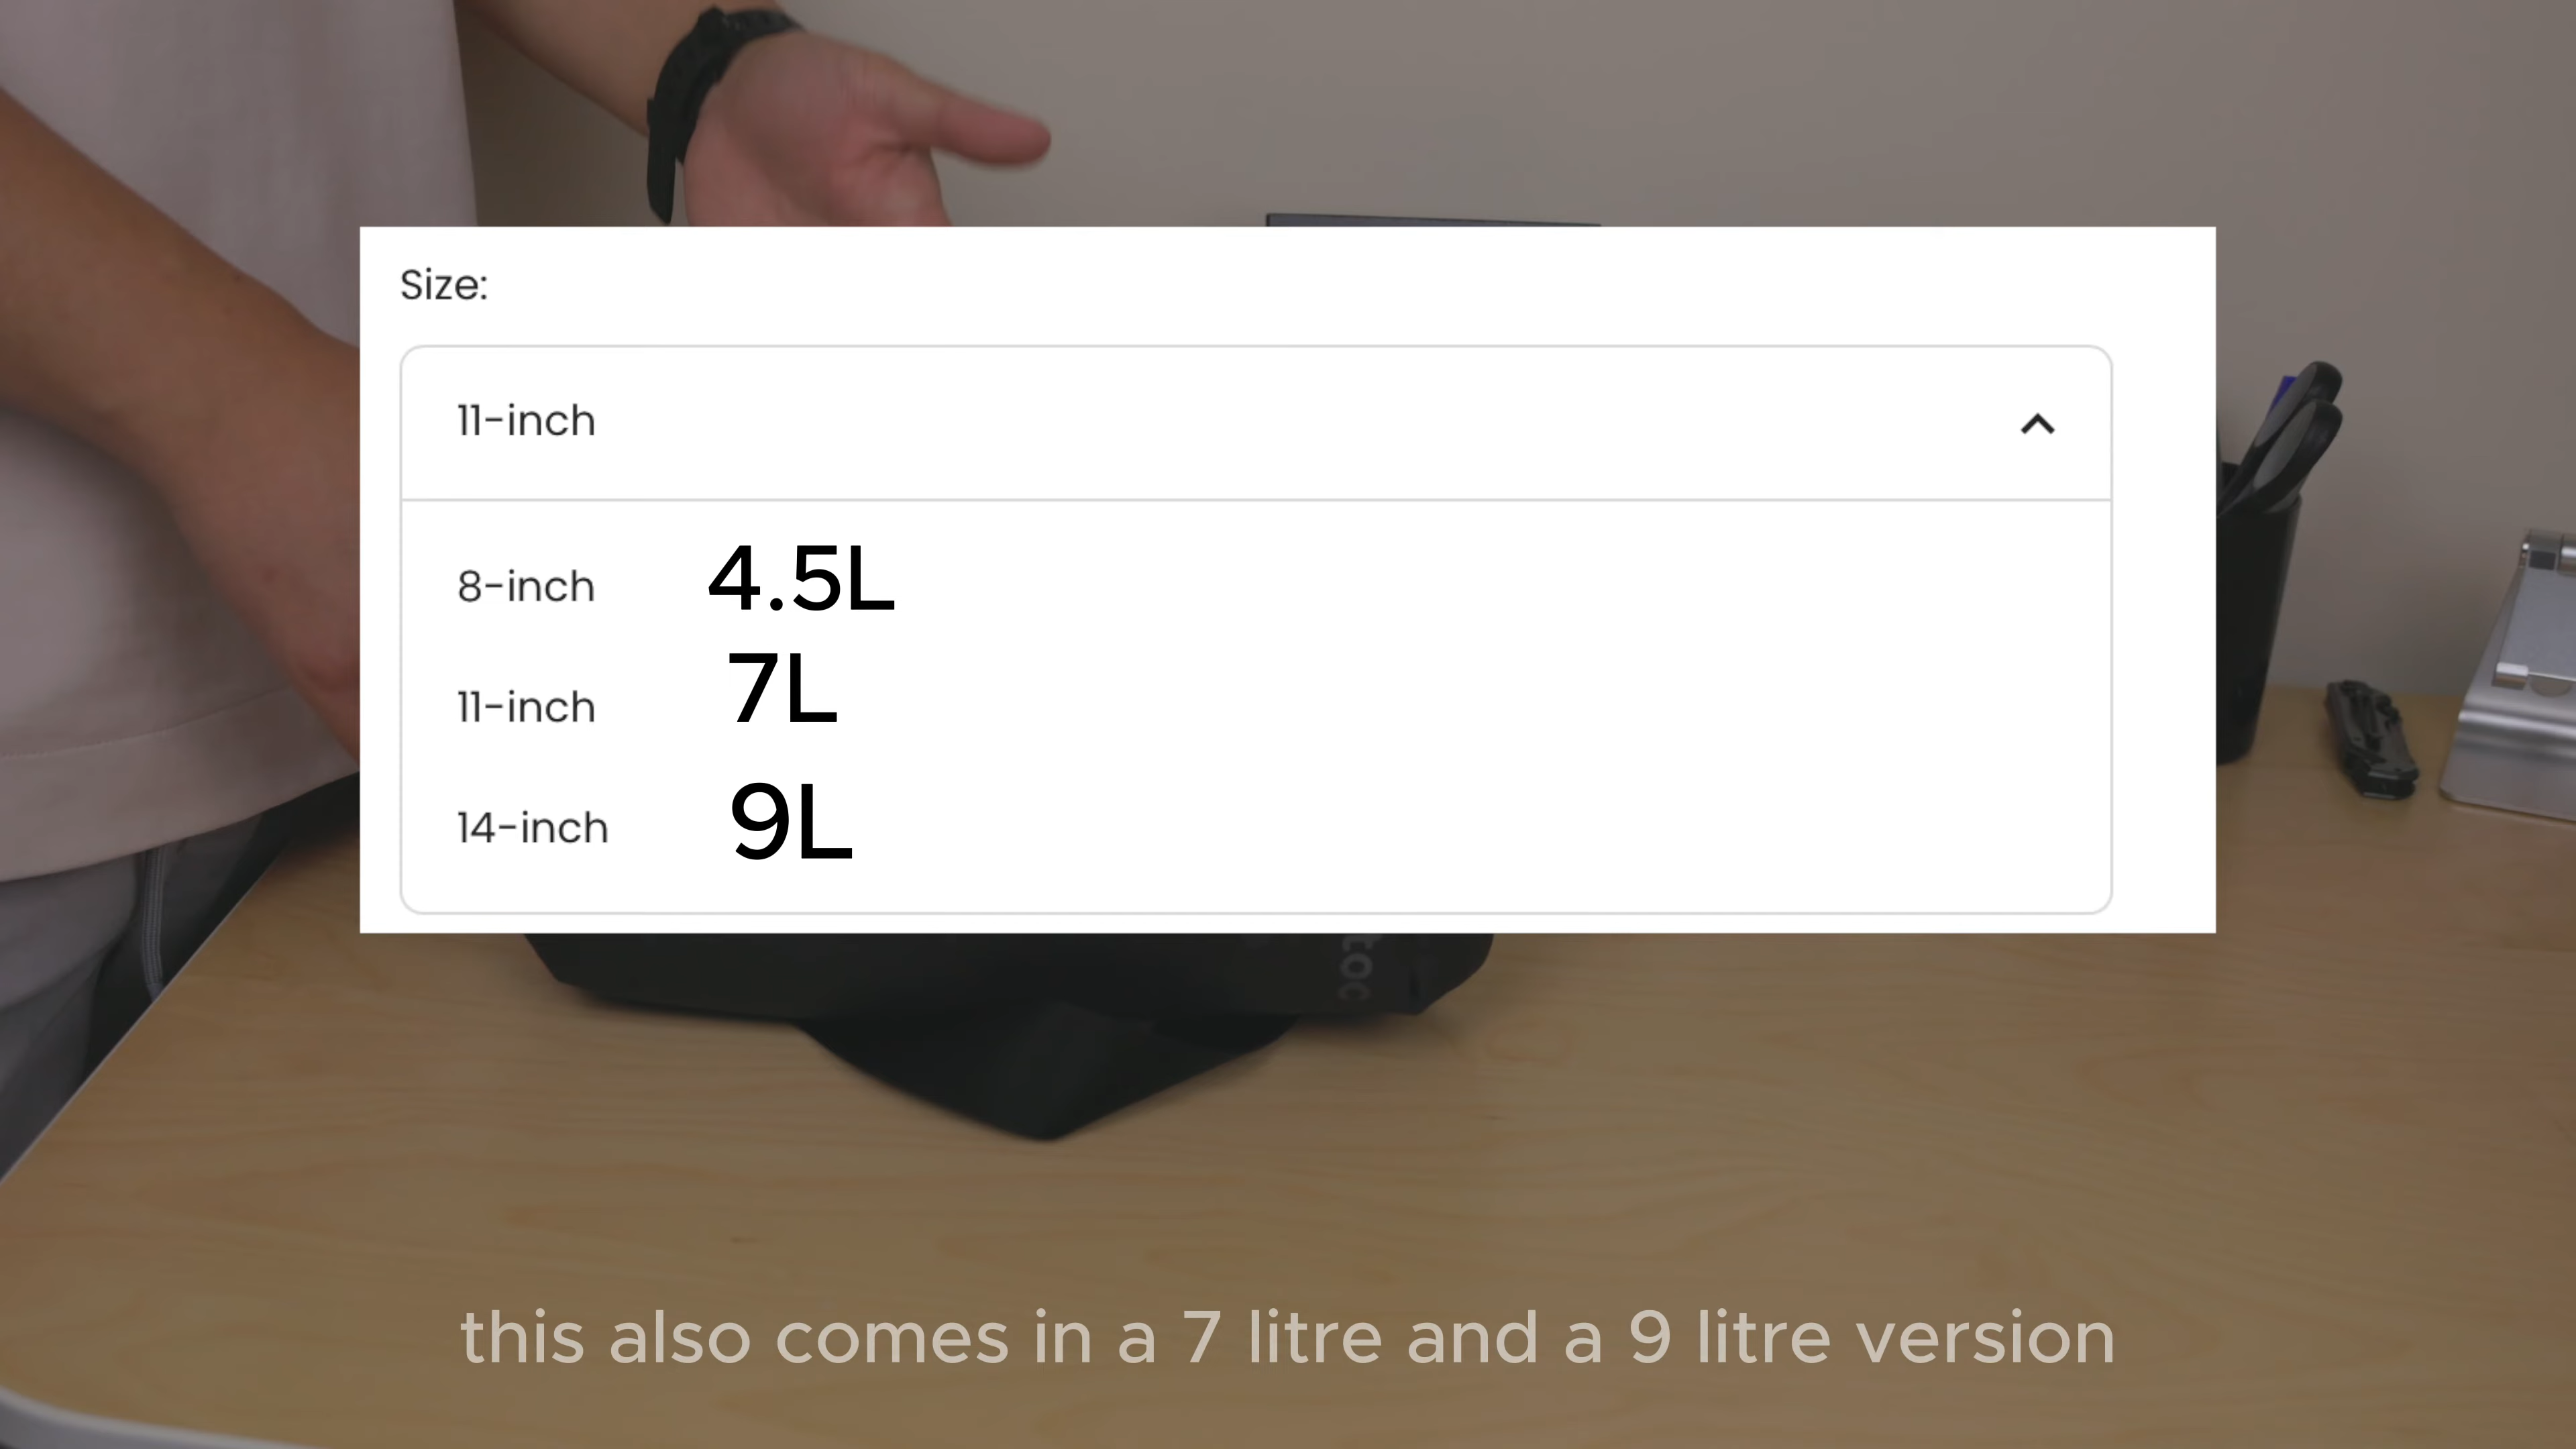 Size:
11-inch
8-inch 4.5L
11-inch 7L
14-inch 9L
toc
this also comes in a 7 litre and a 9 litre version